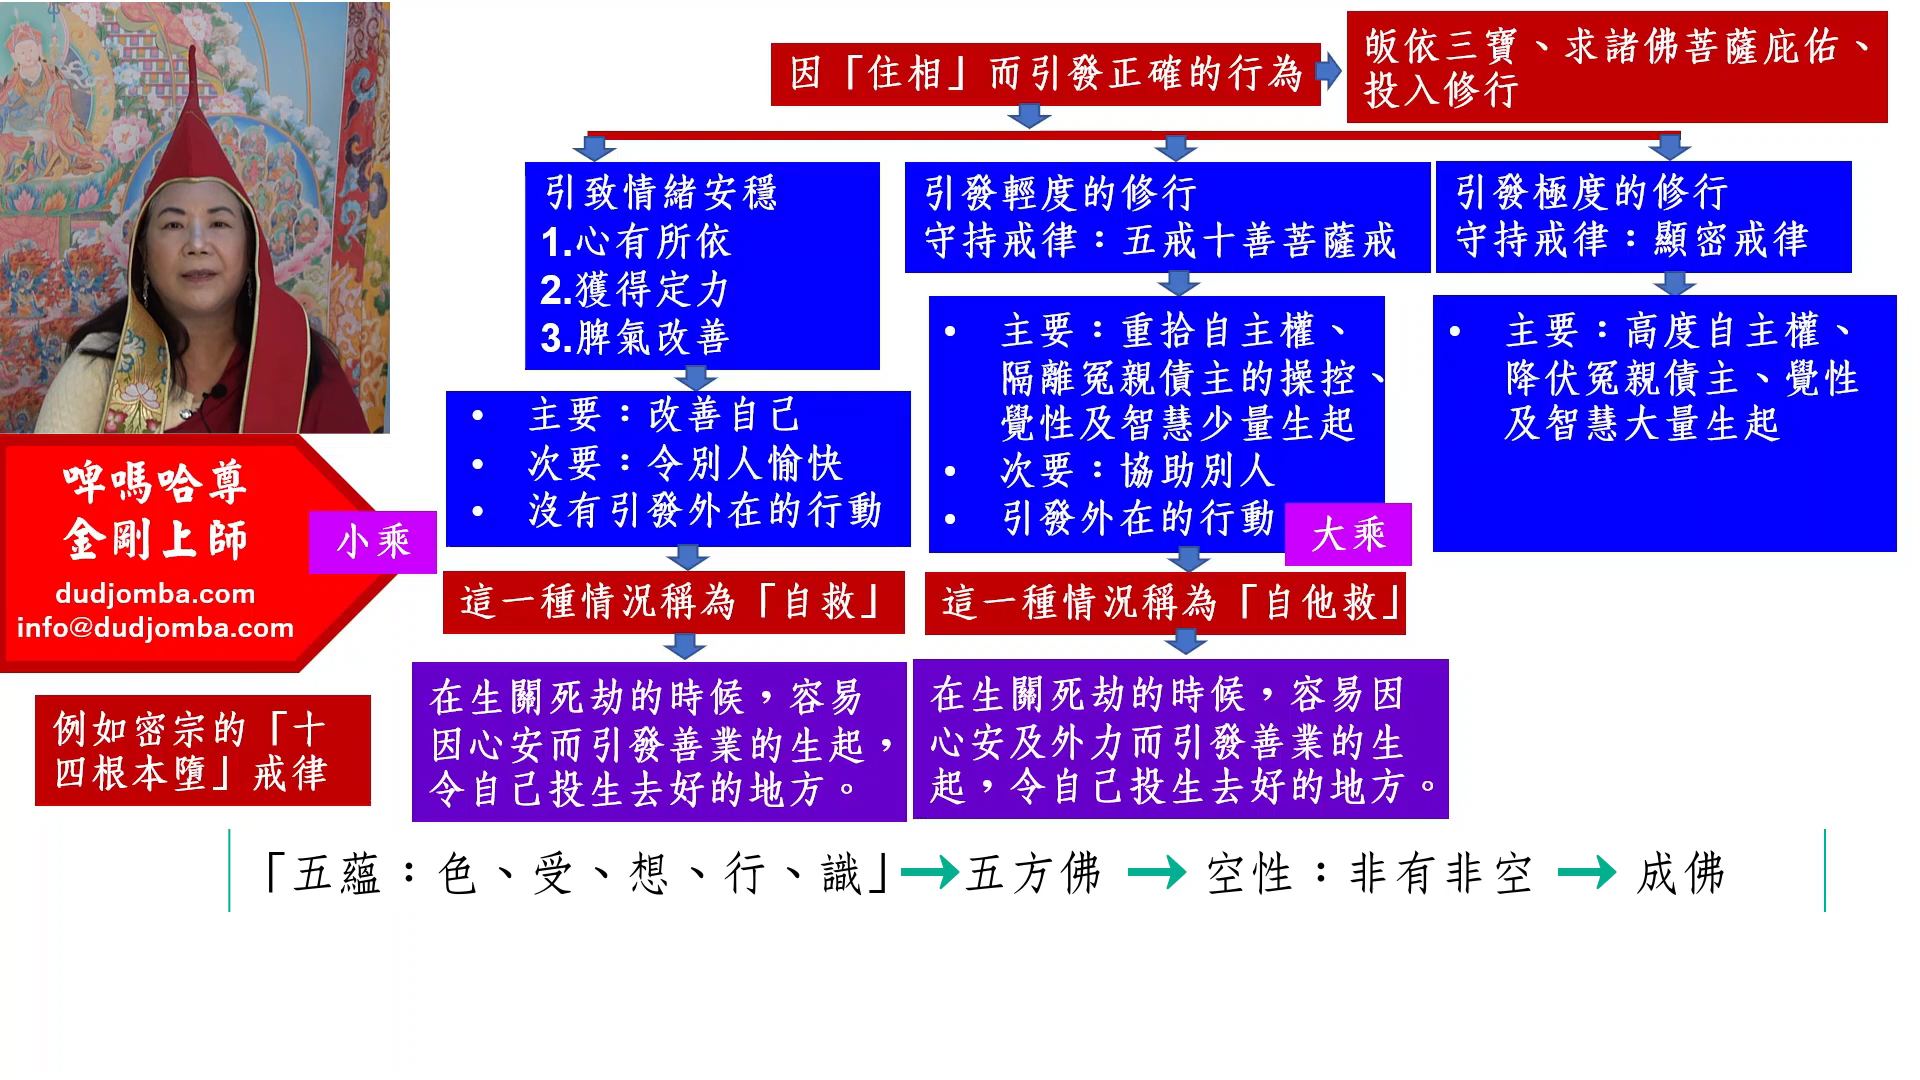 因「住相」而引發正確的行為
皈依三寶、求諸佛菩薩庇佑、
投入修行
引致情緒安穩
1.心有所依
2.獲得定力
3.脾氣改善
• 主要：改善自己
• 次要：令別人愉快
• 沒有引發外在的行動
小乘
這一種情況稱為「自救」
在生關死劫的時候，容易
因心安而引發善業的生起，
令自己投生去好的地方。
引發輕度的修行
守持戒律：五戒十善菩薩戒
• 主要：重拾自主權、
隔離冤親債主的操控、
覺性及智慧少量生起
• 次要：協助別人
• 引發外在的行動
大乘
這一種情況稱為「自他救」
在生關死劫的時候，容易因
心安及外力而引發善業的生
起，令自己投生去好的地方。
引發極度的修行
守持戒律：顯密戒律
• 主要：高度自主權、
降伏冤親債主、覺性
及智慧大量生起
啤嗎哈尊
金剛上師
dudjomba.com
info@dudjomba.com
例如密宗的「十
四根本墮」戒律
「五蘊：色、受、想、行、識」→五方佛→空性：非有非空→成佛